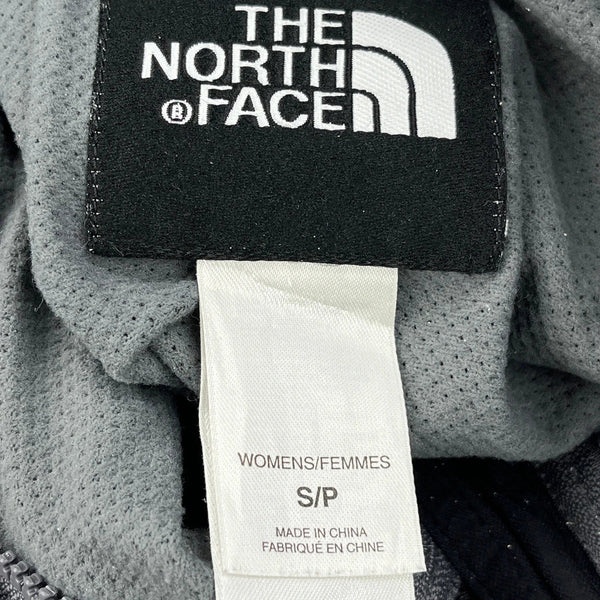 THE
NORTH
® FACE
WOMENS/FEMMES
S/P
MADE IN CHINA
FABRIQUÉ EN CHINE